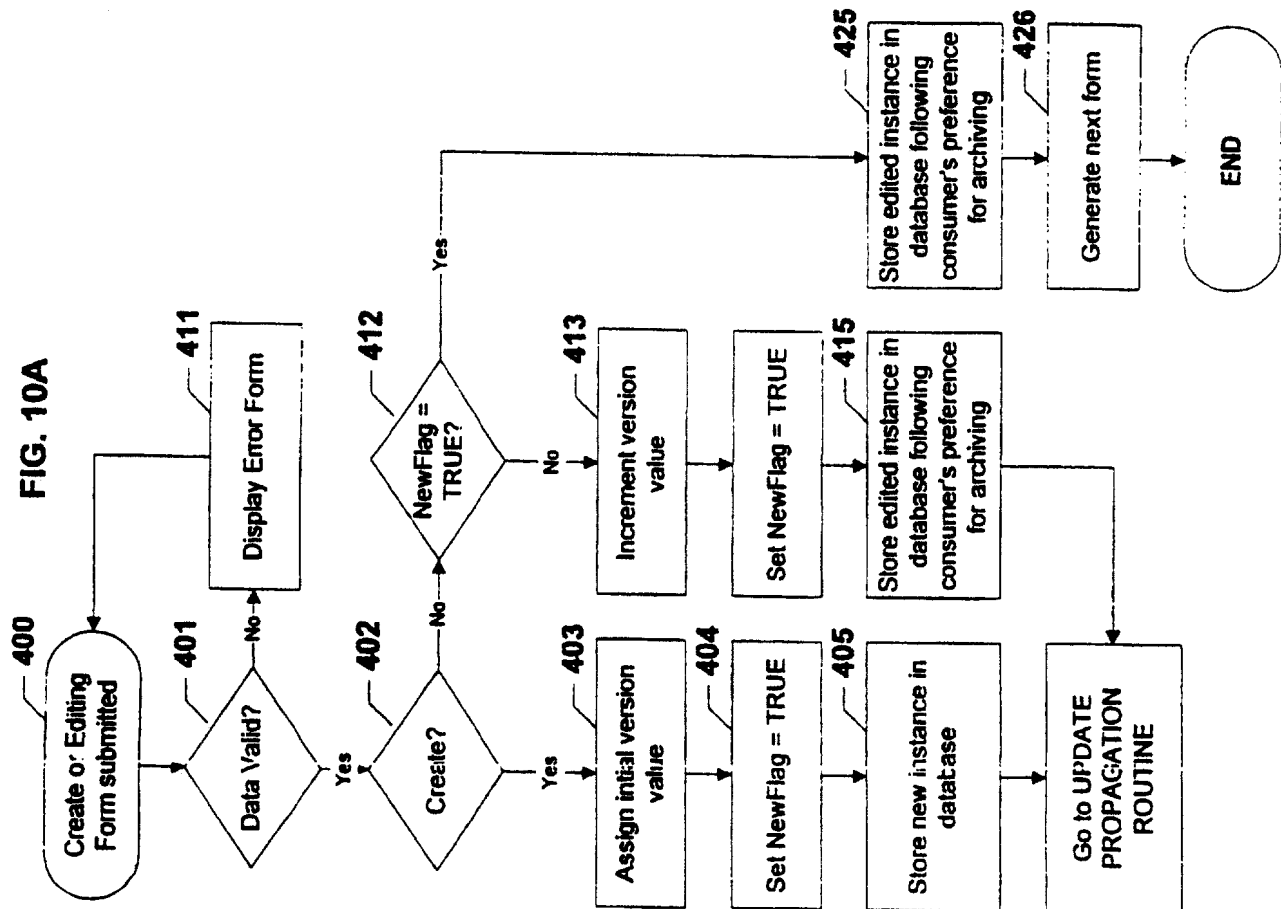 FIG. 10A
400
Create or Editing
Form submitted
401
Data Valid?
No
411
Display Error Form
Yes
402
Create?
No
412
NewFlag =
TRUE?
Yes
Yes
403
Assign intital version
value
404
Set NewFlag = TRUE
405
Store new instance in
database
Go to UPDATE
PROPAGATION
ROUTINE
No
413
Increment version
value
Set NewFlag = TRUE
415
Store edited instance in
database following
consumer's preference
for archiving
425
Store edited instance in
database following
consumer's preference
for archiving
426
Generate next form
END